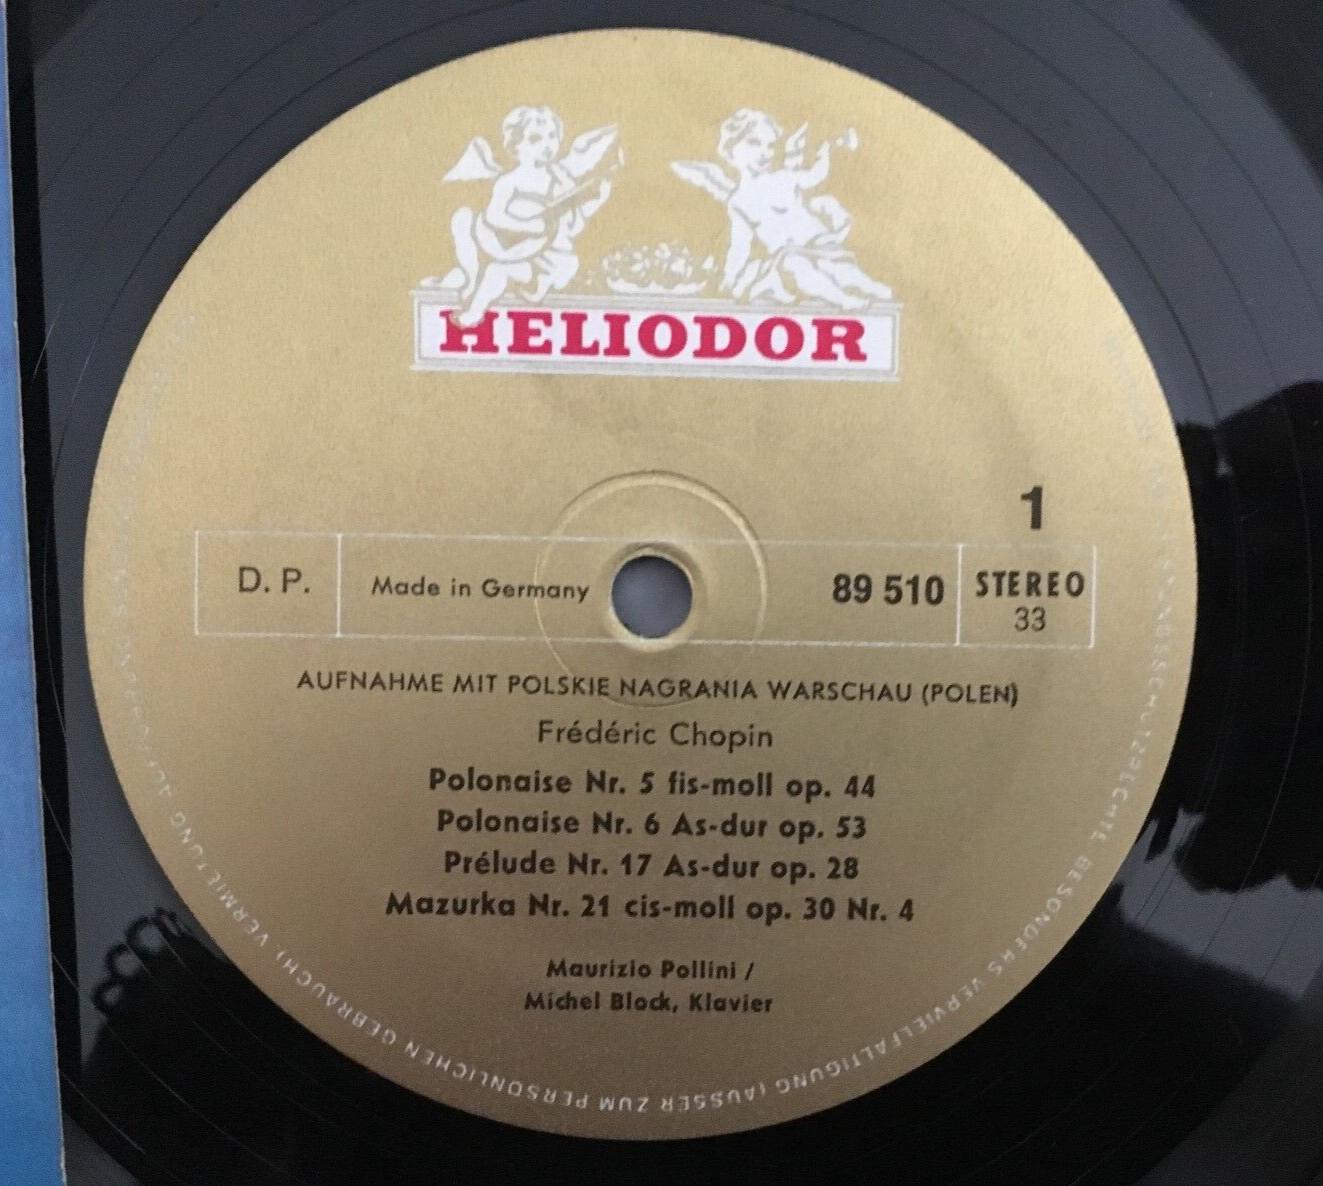 HELIODOR
1
D. P.
Made in Germany
89 510
STEREO
33
AUFNAHME MIT POLSKIE NAGRANIA WARSCHAU (POLEN)
Frédéric Chopin
Polonaise Nr. 5 fis-moll op. 44
Polonaise Nr. 6 As-dur op. 53
Prélude Nr. 17 As-dur op. 28
Mazurka Nr. 21 cis-moll op. 30 Nr. 4
Maurizio Pollini /
Michel Block, Klavier
LEISTUNGSSCHUTZRECHTE, BESONDERS VERVIELFÄLTIGUNG (AUSSER ZUM PERSÖNLICHEN GEBRAUCH), VERMIETUNG